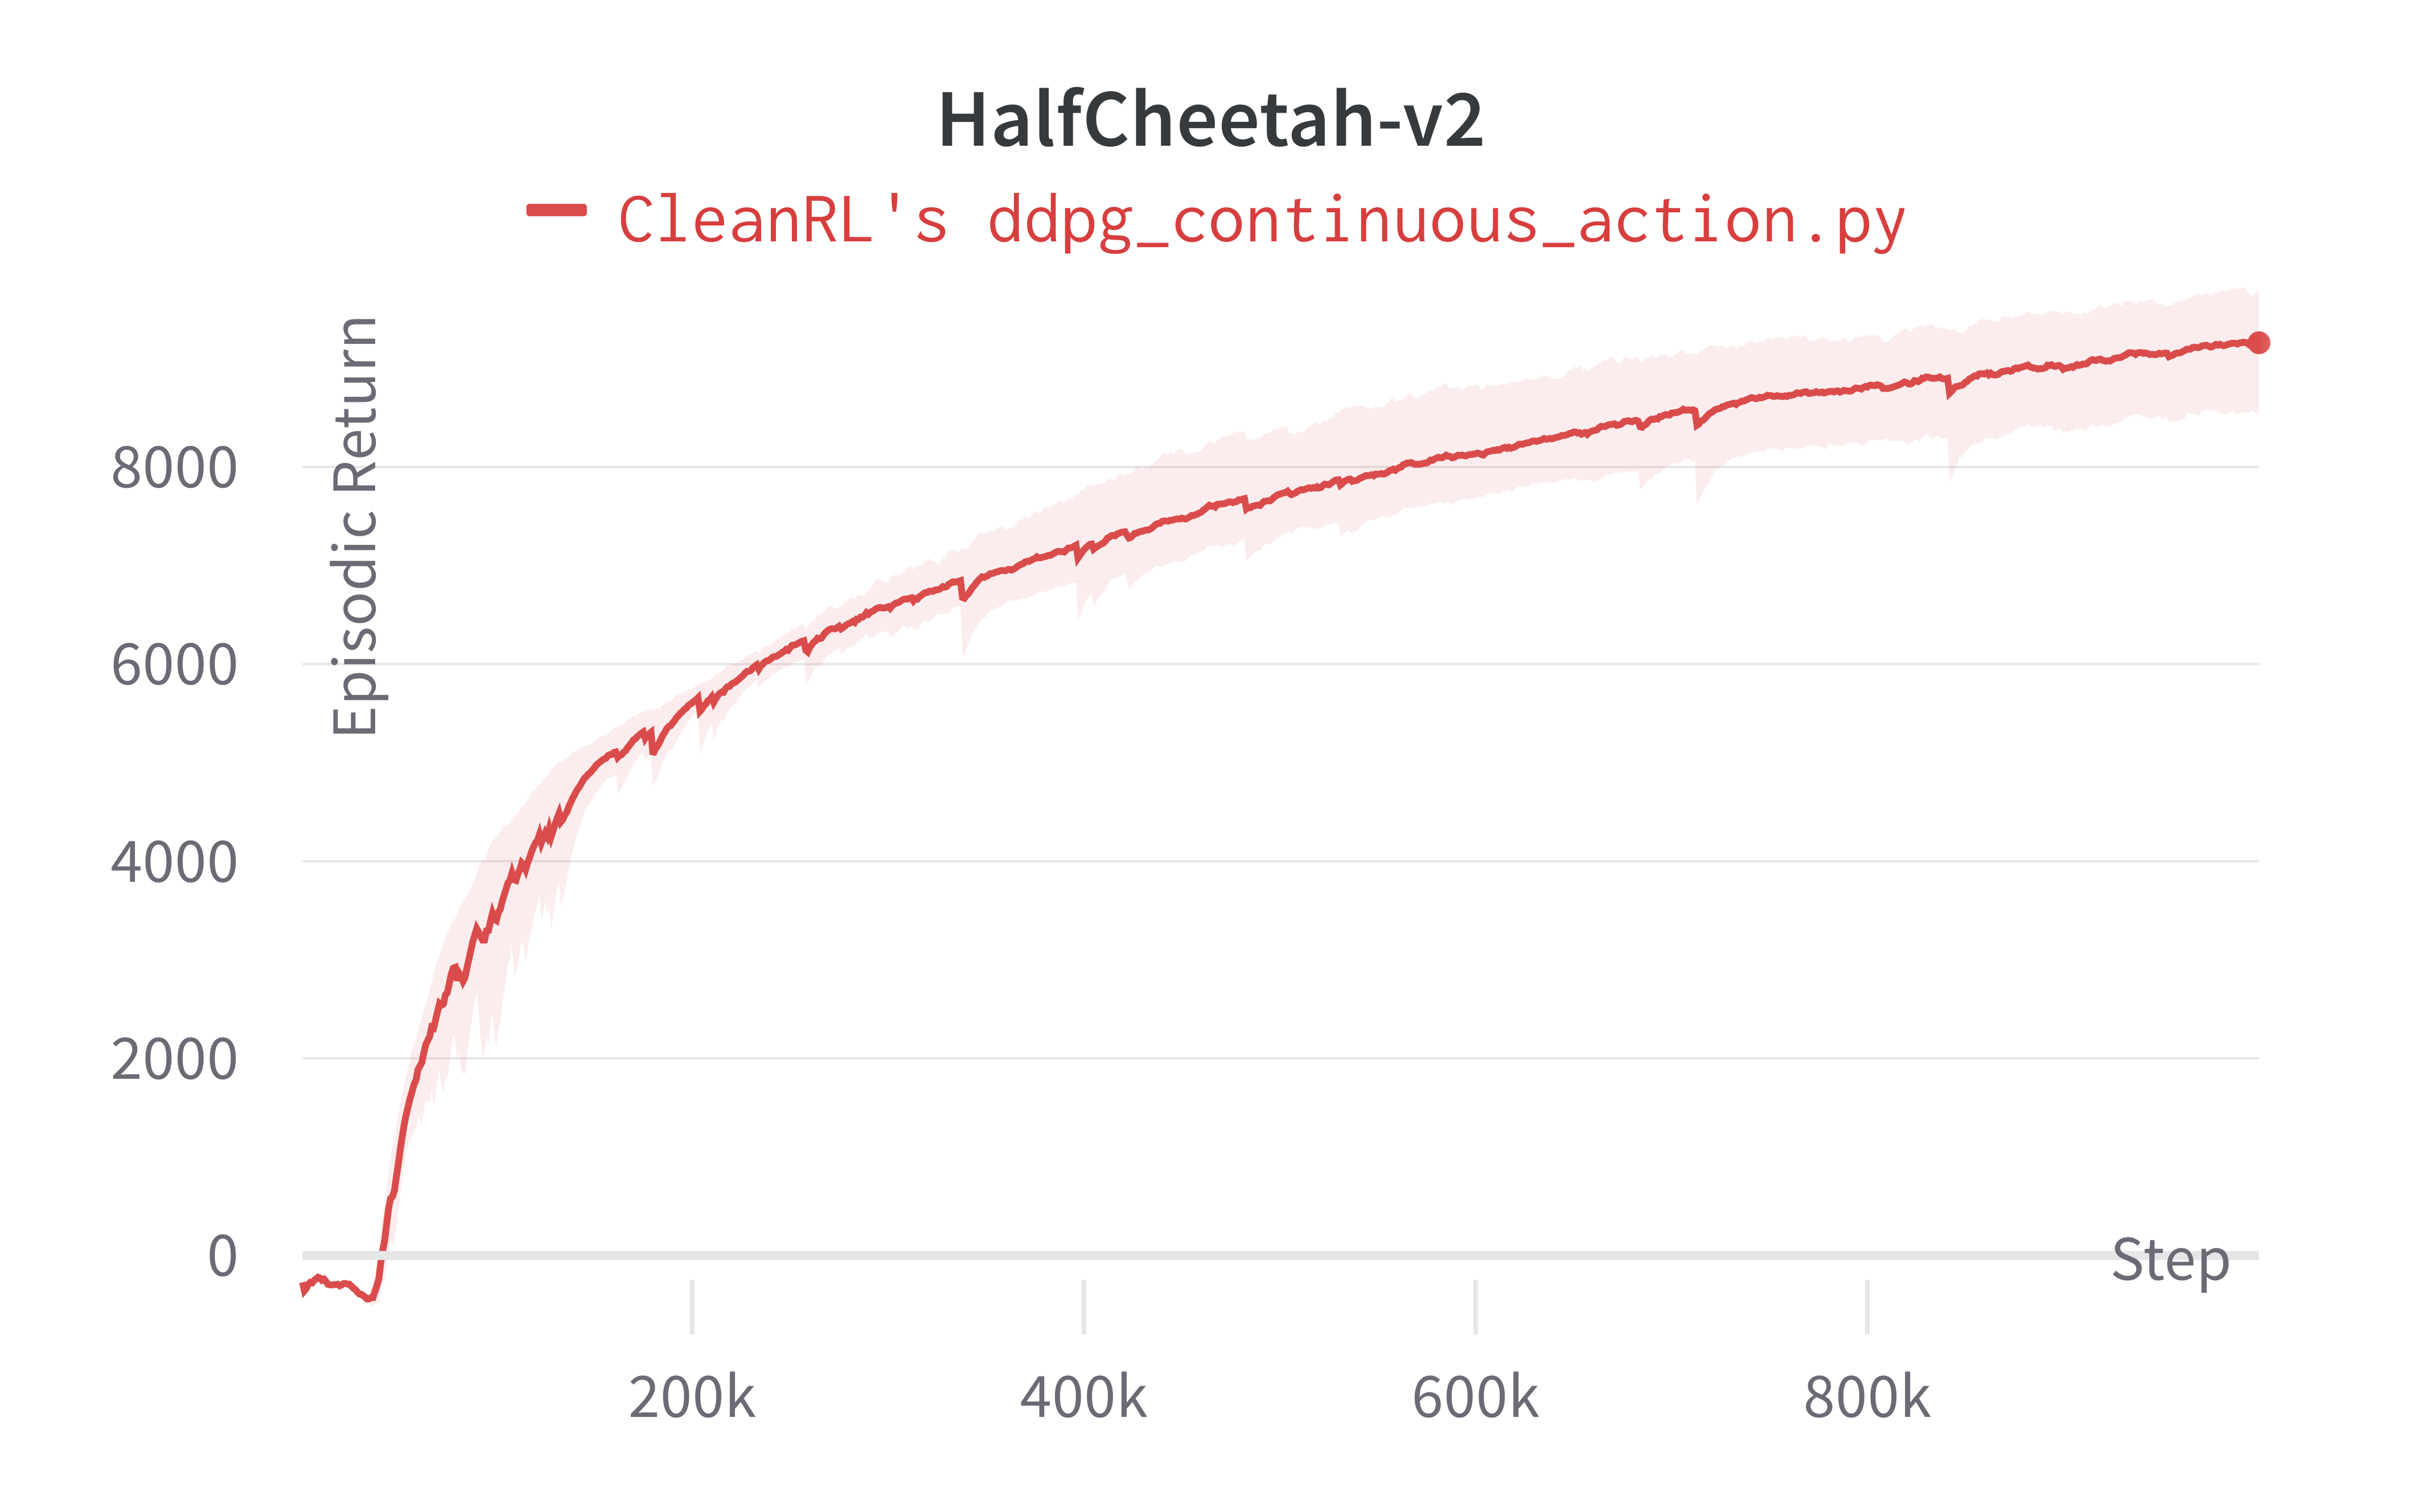 HalfCheetah-v2
CleanRL's ddpg_continuous_action.py
Episodic Return
8000
6000
4000
2000
0
Step
200k
400k
600k
800k